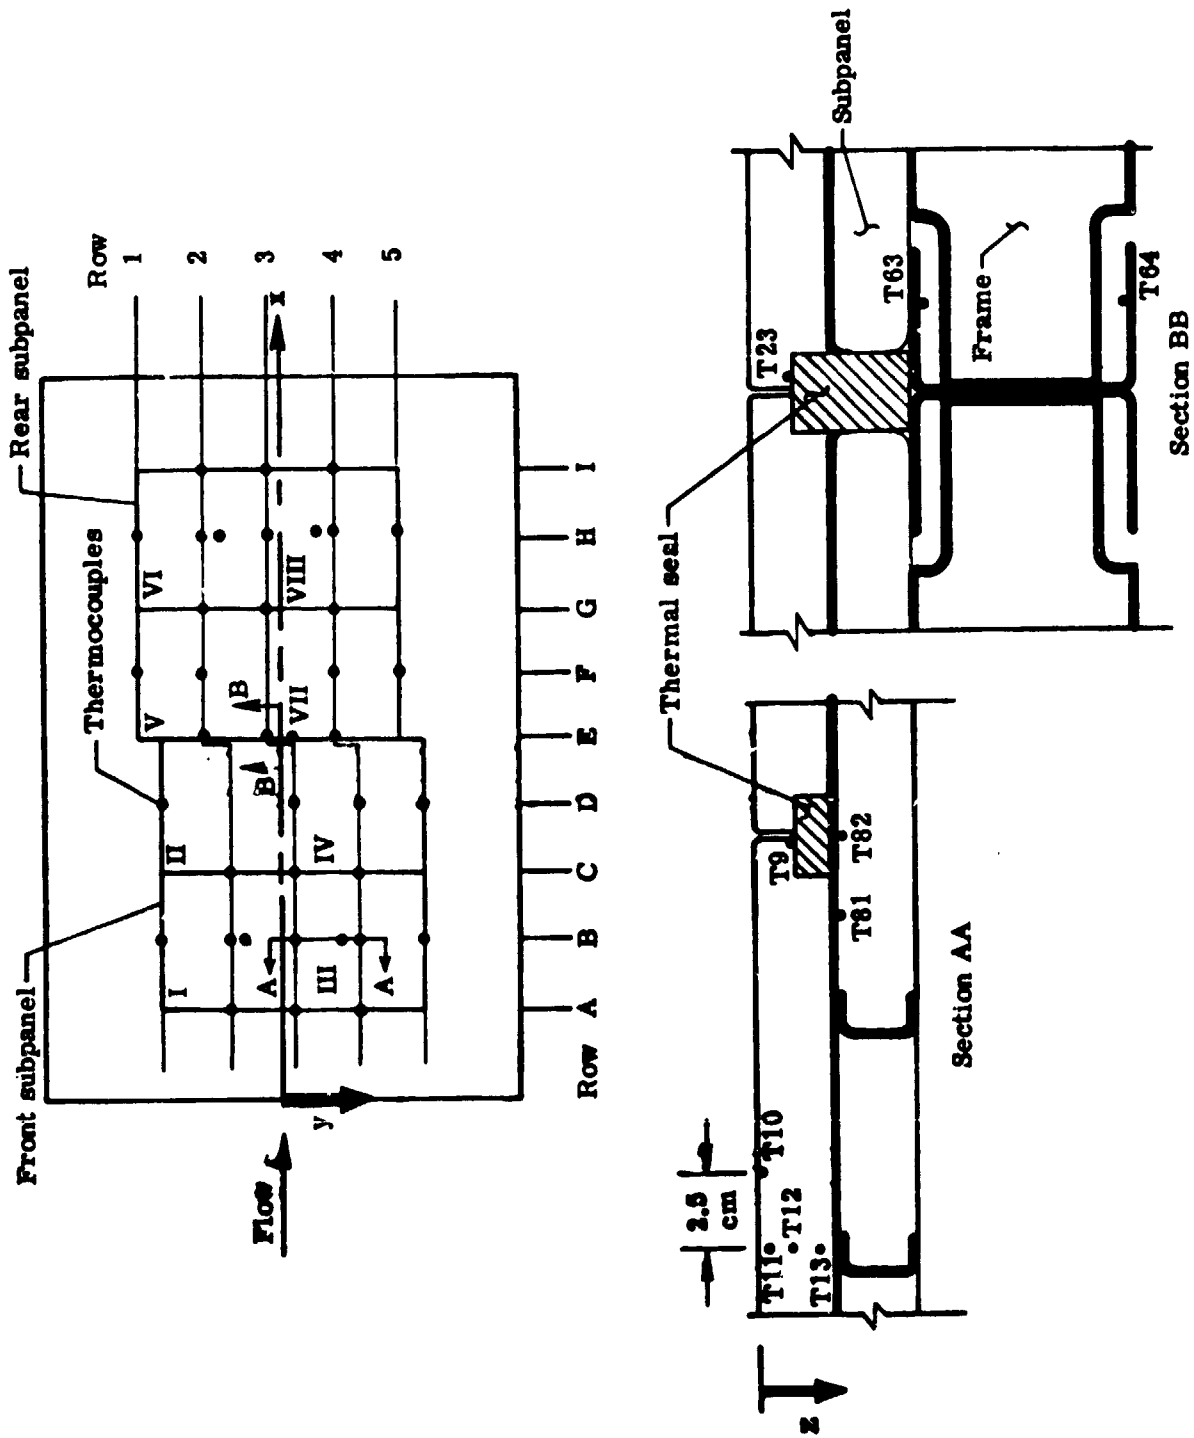 Rear subpanel
Thermocouples
Front subpanel
Row
1
2
3
4
5
x
I
II
III
IV
V
VI
VII
VIII
B
B
A
A
Flow
y
Row A B C D E F G H I
Thermal seal
Subpanel
T23
T63
Frame
T64
Section BB
T9
T81
T82
T10
T11
T12
T13
2.5
cm
Section AA
z